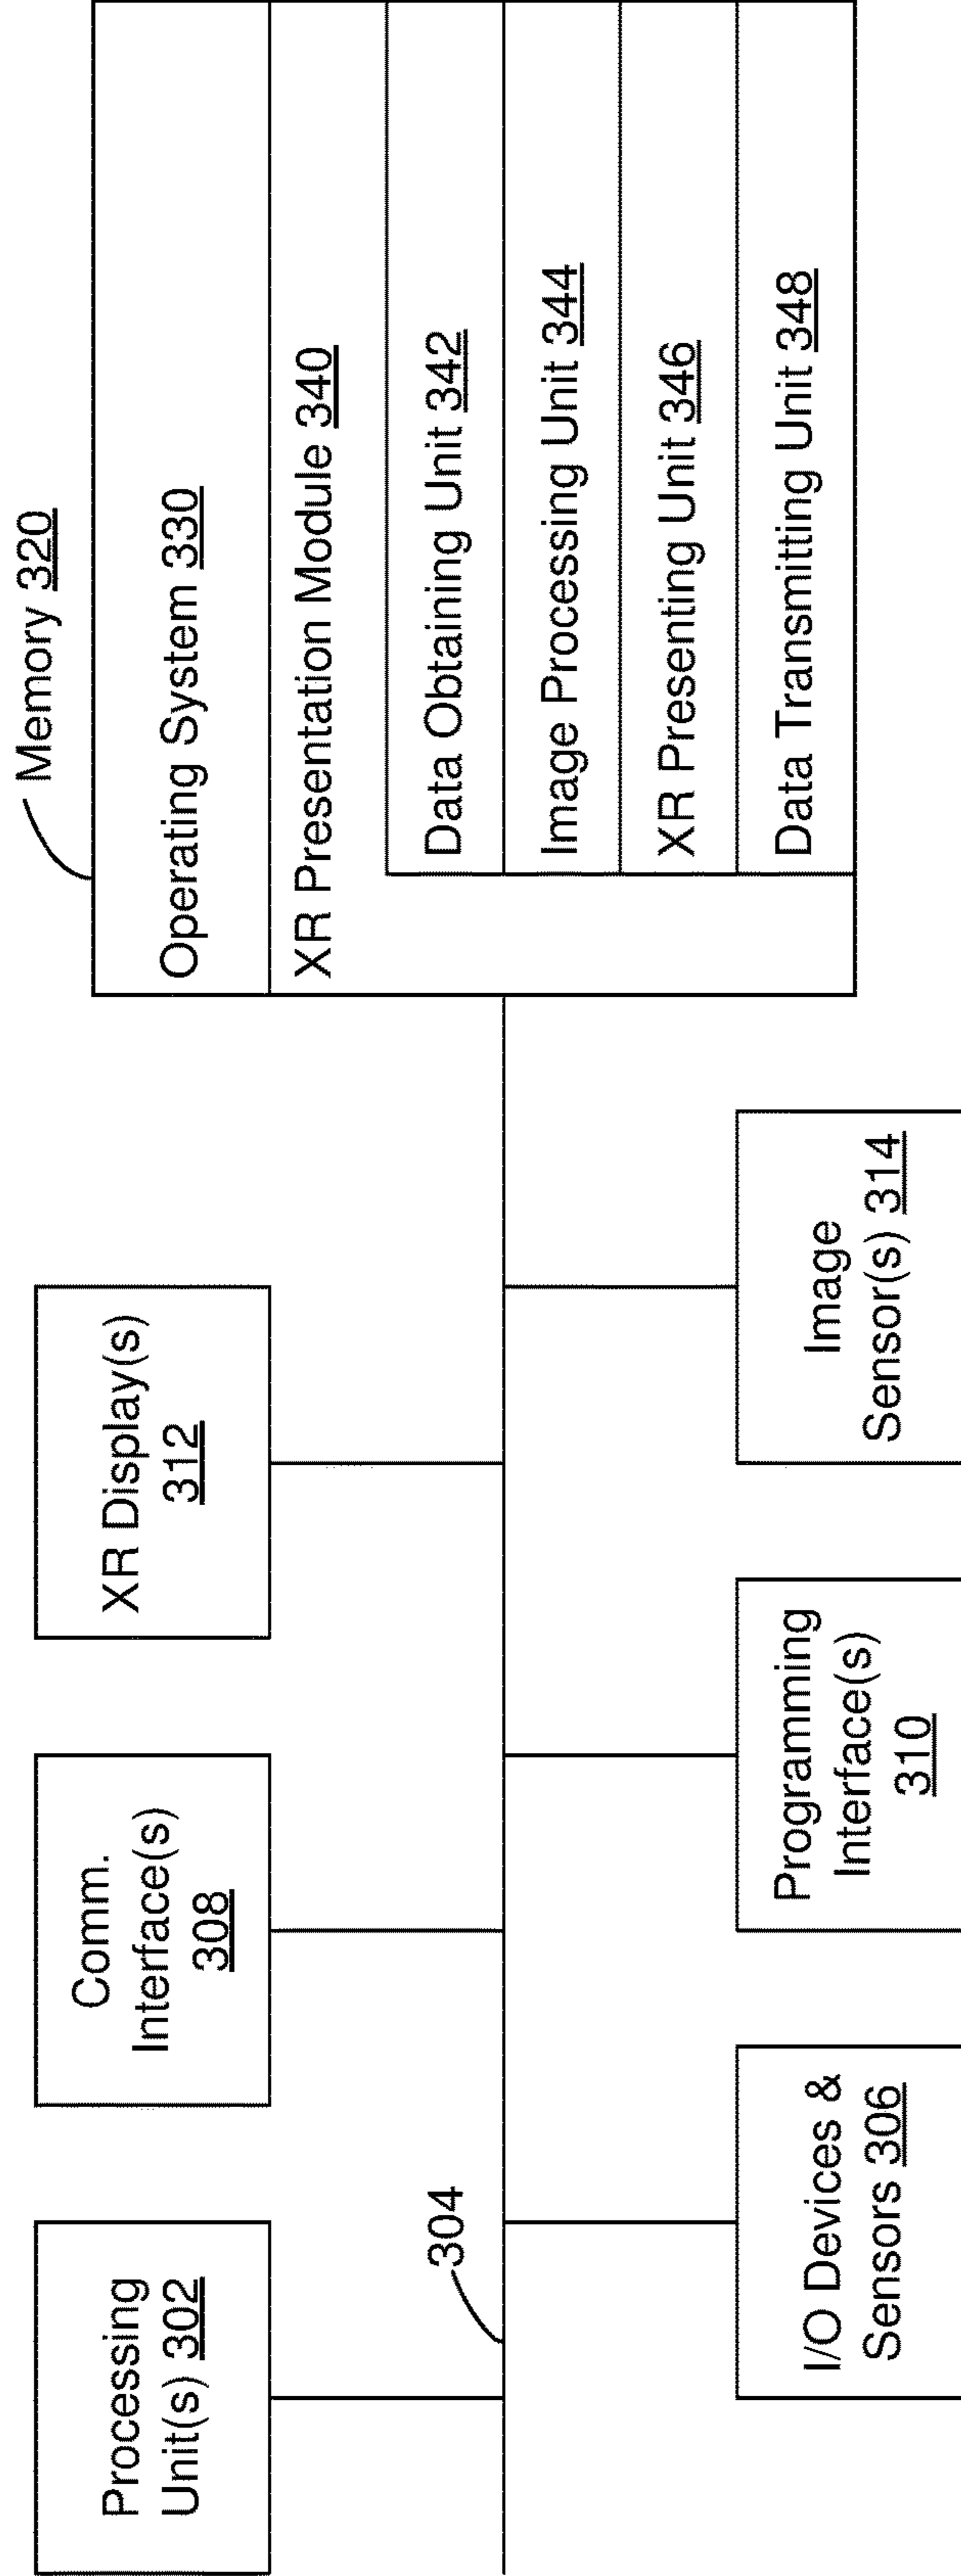 Processing
Unit(s) 302
Comm.
Interface(s)
308
XR Display(s)
312
304
I/O Devices &
Sensors 306
Programming
Interface(s)
310
Image
Sensor(s) 314
Memory 320
Operating System 330
XR Presentation Module 340
Data Obtaining Unit 342
Image Processing Unit 344
XR Presenting Unit 346
Data Transmitting Unit 348